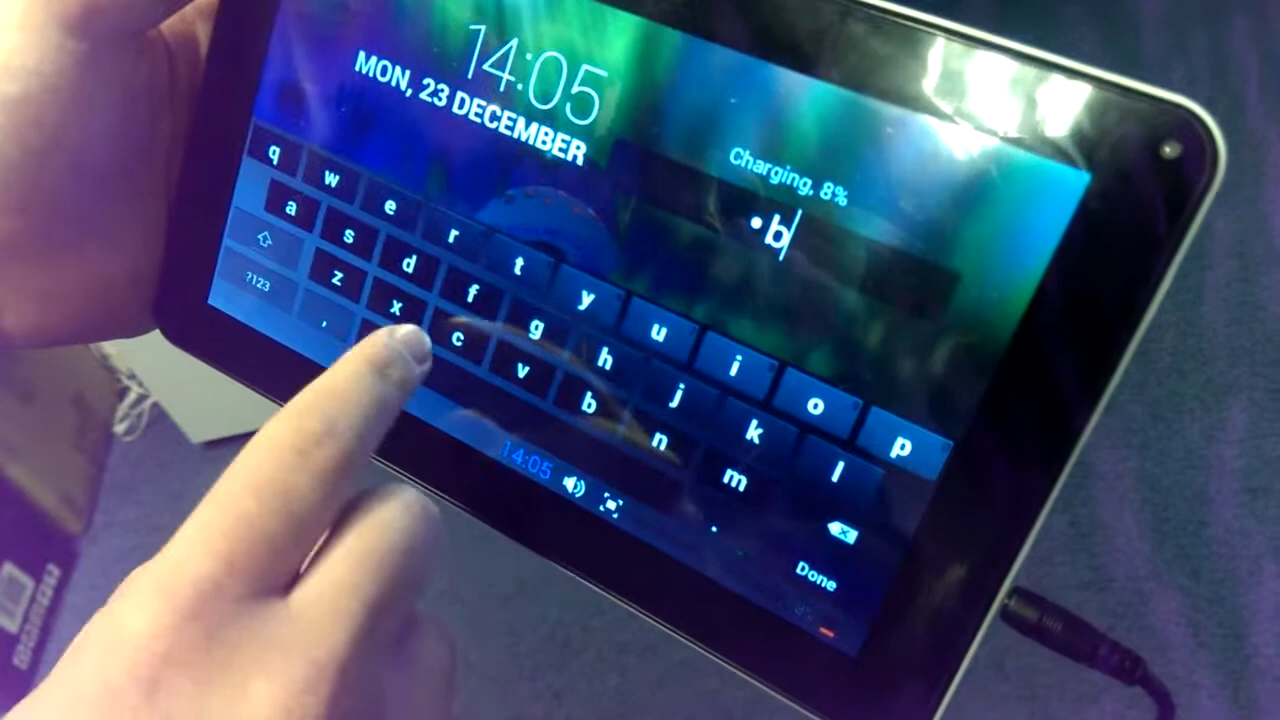 14:05
MON, 23 DECEMBER
Charging, 8%
•b
q w e r t y u i o p
a s d f g h j k l
z x c v b n m
?123 , . Done
14:05